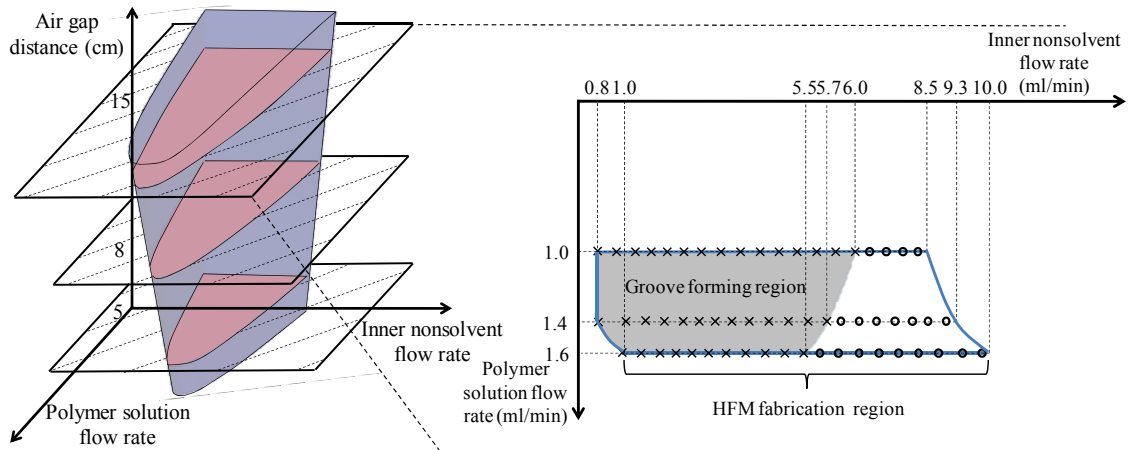 Air gap
distance (cm)
15
8
5
Inner nonsolvent
flow rate
Polymer solution
flow rate
Inner nonsolvent
flow rate
(ml/min)
0.8 1.0 5.5 5.7 6.0 8.5 9.3 10.0
1.0
Groove forming region
1.4
1.6
Polymer
solution flow
rate (ml/min)
HFM fabrication region